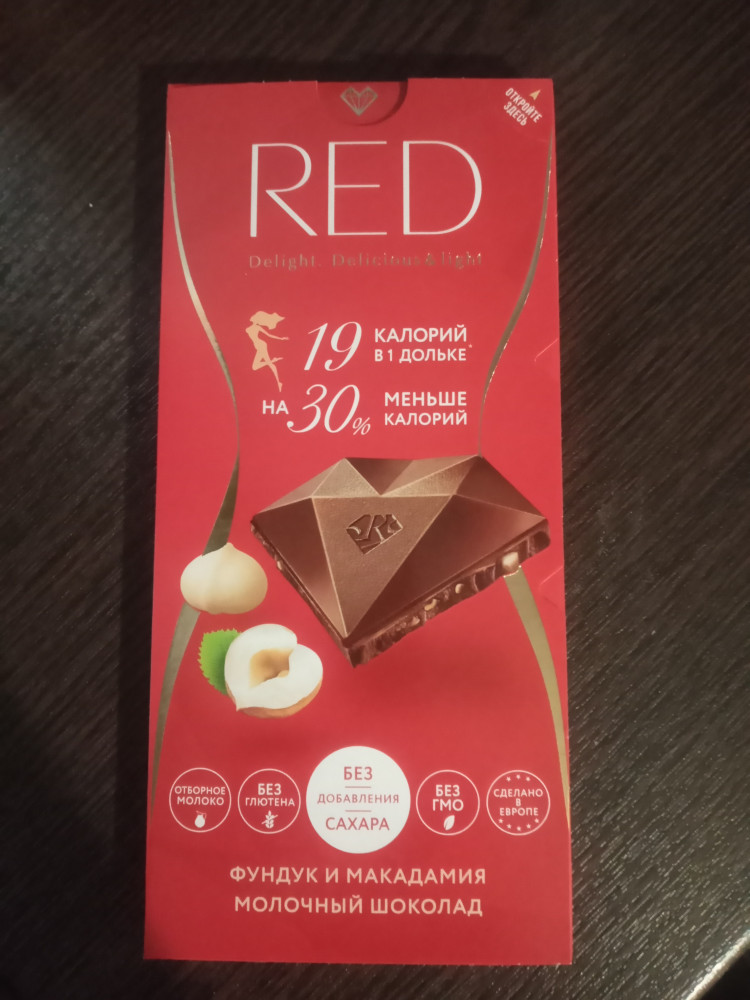 ОТКРОЙТЕ
ЗДЕСЬ
RED
Delight. Delicious & light
19 КАЛОРИЙ
В 1 ДОЛЬКЕ*
НА 30% МЕНЬШЕ
КАЛОРИЙ
ОТБОРНОЕ
МОЛОКО
БЕЗ
ГЛЮТЕНА
БЕЗ
ДОБАВЛЕНИЯ
САХАРА
БЕЗ
ГМО
СДЕЛАНО
В
ЕВРОПЕ
ФУНДУК И МАКАДАМИЯ
МОЛОЧНЫЙ ШОКОЛАД